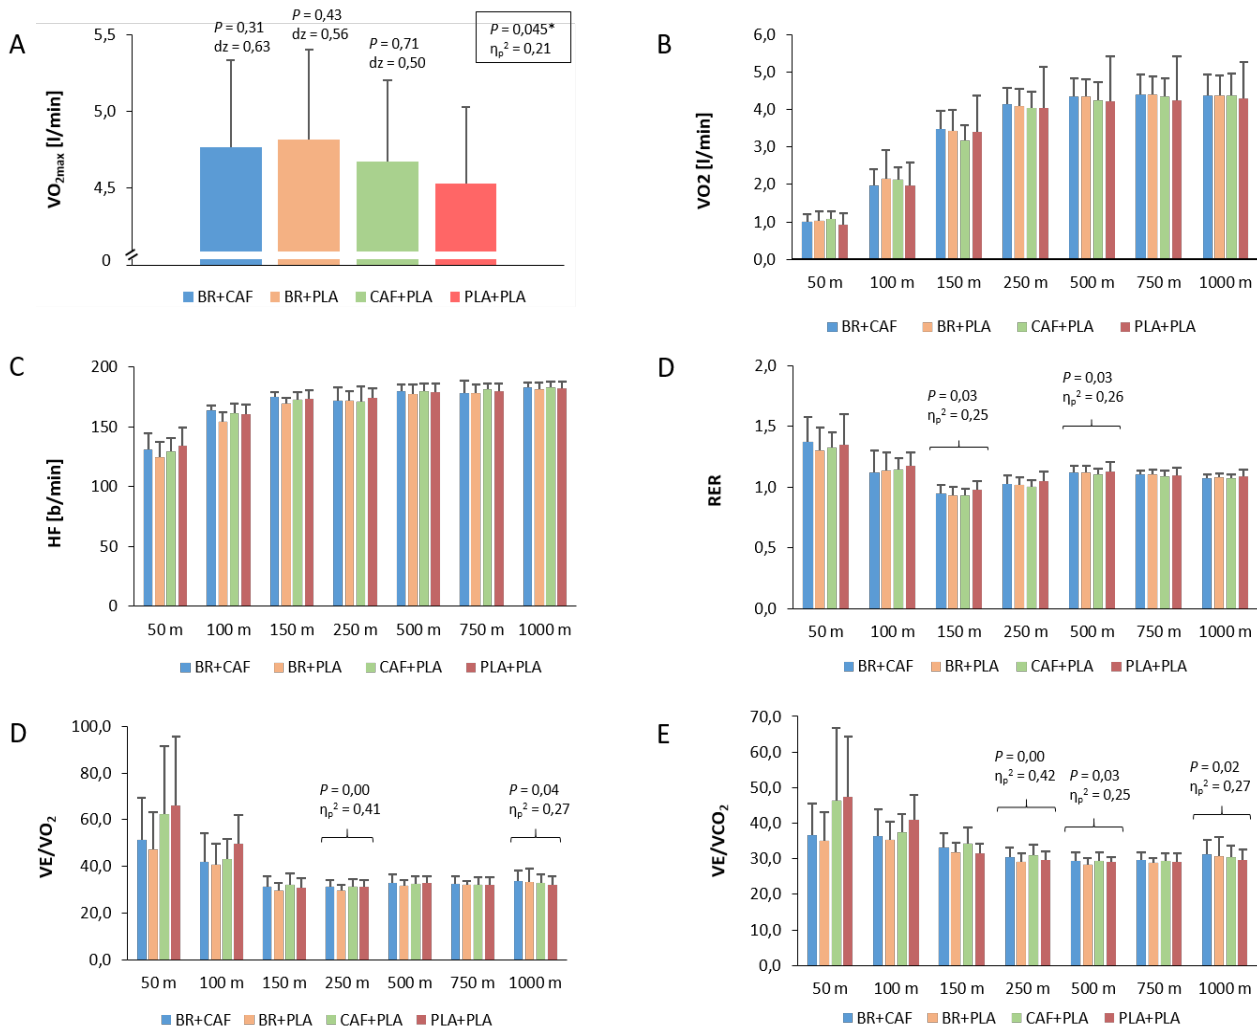 A
P = 0,31
dz = 0,63
P = 0,43
dz = 0,56
P = 0,71
dz = 0,50
P = 0,045*
ηp² = 0,21
VO2max [l/min]
5,5
5,0
4,5
0
BR+CAF BR+PLA CAF+PLA PLA+PLA
B
VO2 [l/min]
6,0
5,0
4,0
3,0
2,0
1,0
0,0
50 m 100 m 150 m 250 m 500 m 750 m 1000 m
BR+CAF BR+PLA CAF+PLA PLA+PLA
C
HF [b/min]
200
150
100
50
0
50 m 100 m 150 m 250 m 500 m 750 m 1000 m
BR+CAF BR+PLA CAF+PLA PLA+PLA
D
RER
2,0
1,5
1,0
0,5
0,0
P = 0,03
ηp² = 0,25
P = 0,03
ηp² = 0,26
50 m 100 m 150 m 250 m 500 m 750 m 1000 m
BR+CAF BR+PLA CAF+PLA PLA+PLA
D
VE/VO2
100,0
80,0
60,0
40,0
20,0
0,0
P = 0,00
ηp² = 0,41
P = 0,04
ηp² = 0,27
50 m 100 m 150 m 250 m 500 m 750 m 1000 m
BR+CAF BR+PLA CAF+PLA PLA+PLA
E
VE/VCO2
70,0
60,0
50,0
40,0
30,0
20,0
10,0
0,0
P = 0,00
ηp² = 0,42
P = 0,03
ηp² = 0,25
P = 0,02
ηp² = 0,27
50 m 100 m 150 m 250 m 500 m 750 m 1000 m
BR+CAF BR+PLA CAF+PLA PLA+PLA